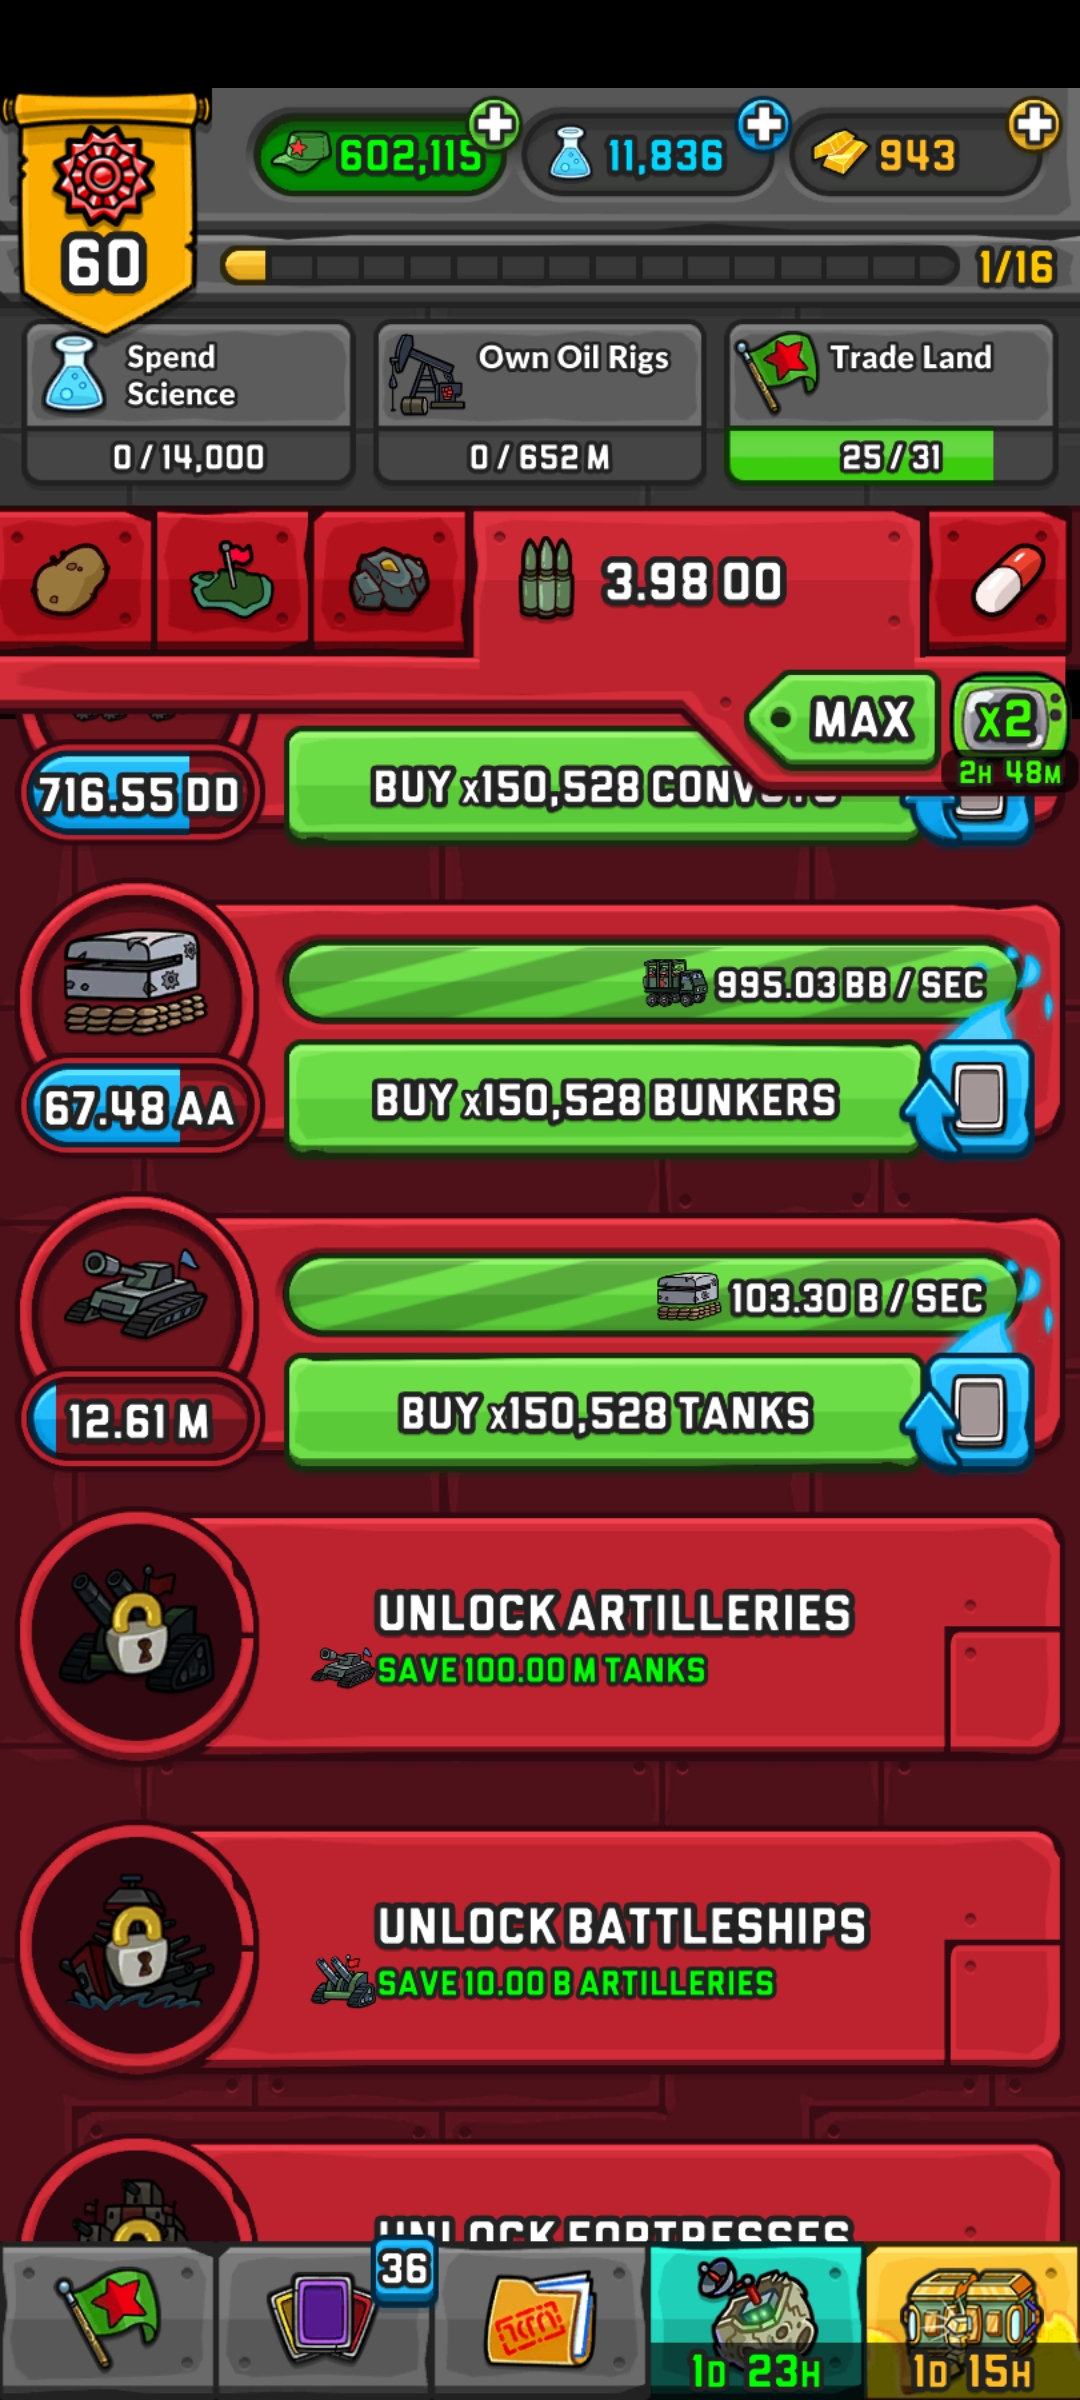 602,115
11,836
943
60
1/16
Spend
Science
0/14,000
Own Oil Rigs
0/652 M
Trade Land
25/31
3.98 OO
MAX
x2
2H 48M
716.55 DD
BUY x150,528
995.03 BB / SEC
67.48 AA
BUY x150,528 BUNKERS
103.30 B / SEC
12.61 M
BUY x150,528 TANKS
UNLOCK ARTILLERIES
SAVE 100.00 M TANKS
UNLOCK BATTLESHIPS
SAVE 10.00 B ARTILLERIES
UNLOCK FORTRESSES
36
1D 23H
1D 15H